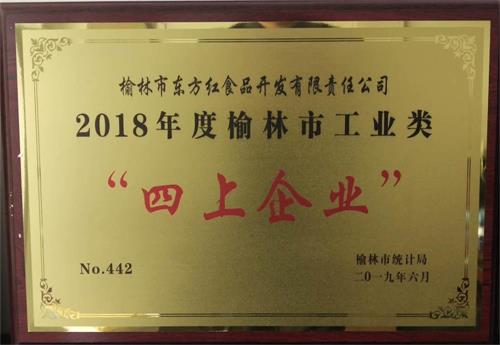 榆林市东方红食品开发有限责任公司
2018年度榆林市工业类
“四上企业”
No.442
榆林市统计局
二〇一九年六月